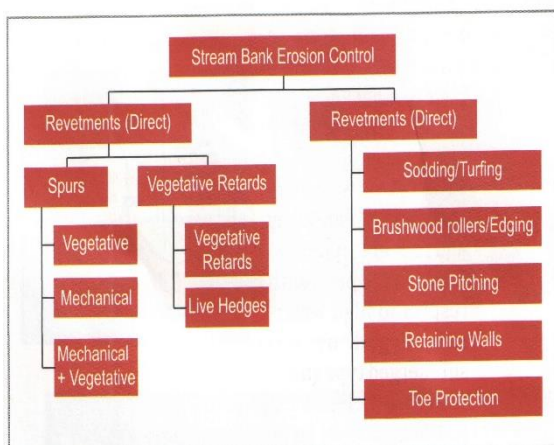 Stream Bank Erosion Control
Revetments (Direct)
Spurs
Vegetative
Mechanical
Mechanical
+ Vegetative
Vegetative Retards
Vegetative
Retards
Live Hedges
Revetments (Direct)
Sodding/Turfing
Brushwood rollers/Edging
Stone Pitching
Retaining Walls
Toe Protection